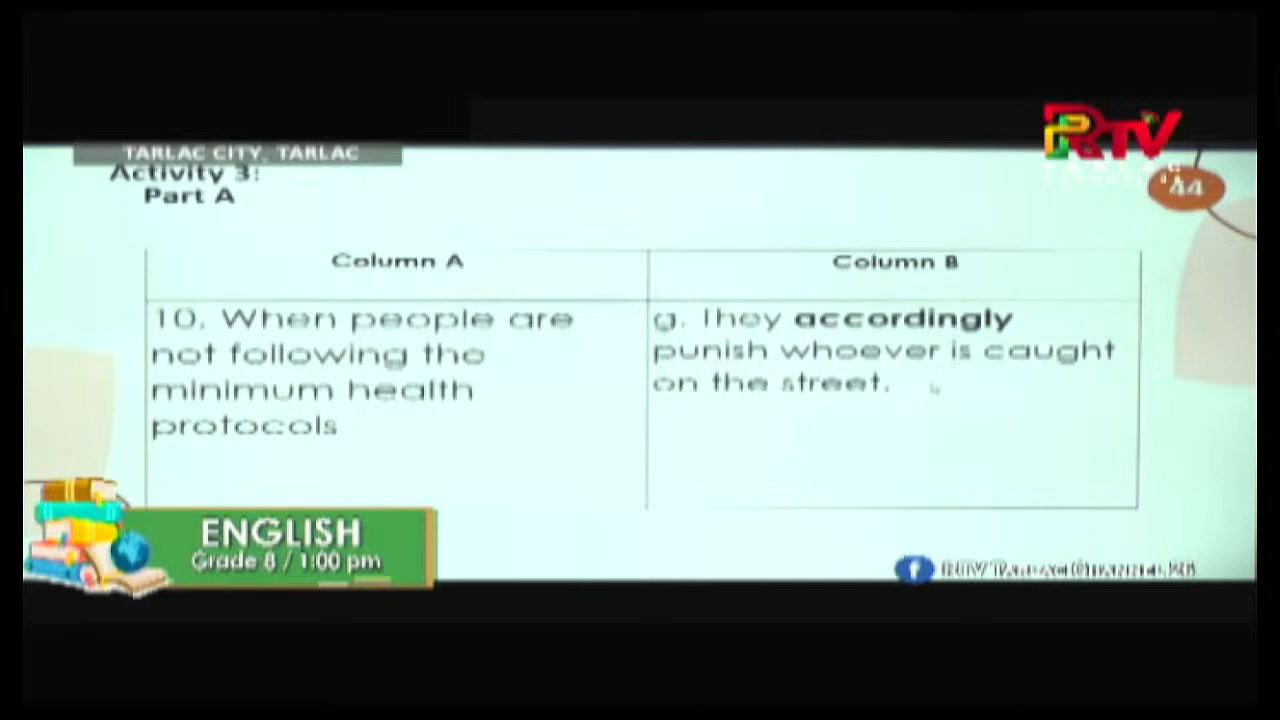 RTV
TARLAC CITY, TARLAC
44
Activity 3:
Part A
Column A
Column B
10. When people are
not following the
minimum health
protocols
g. They accordingly
punish whoever is caught
on the street.
ENGLISH
Grade 8 / 1:00 pm